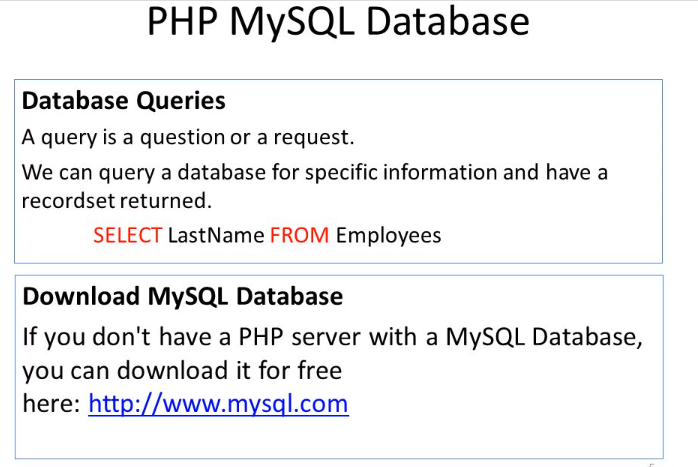 PHP MySQL Database
Database Queries
A query is a question or a request.
We can query a database for specific information and have a
recordset returned.
SELECT LastName FROM Employees
Download MySQL Database
If you don't have a PHP server with a MySQL Database,
you can download it for free
here: http://www.mysql.com